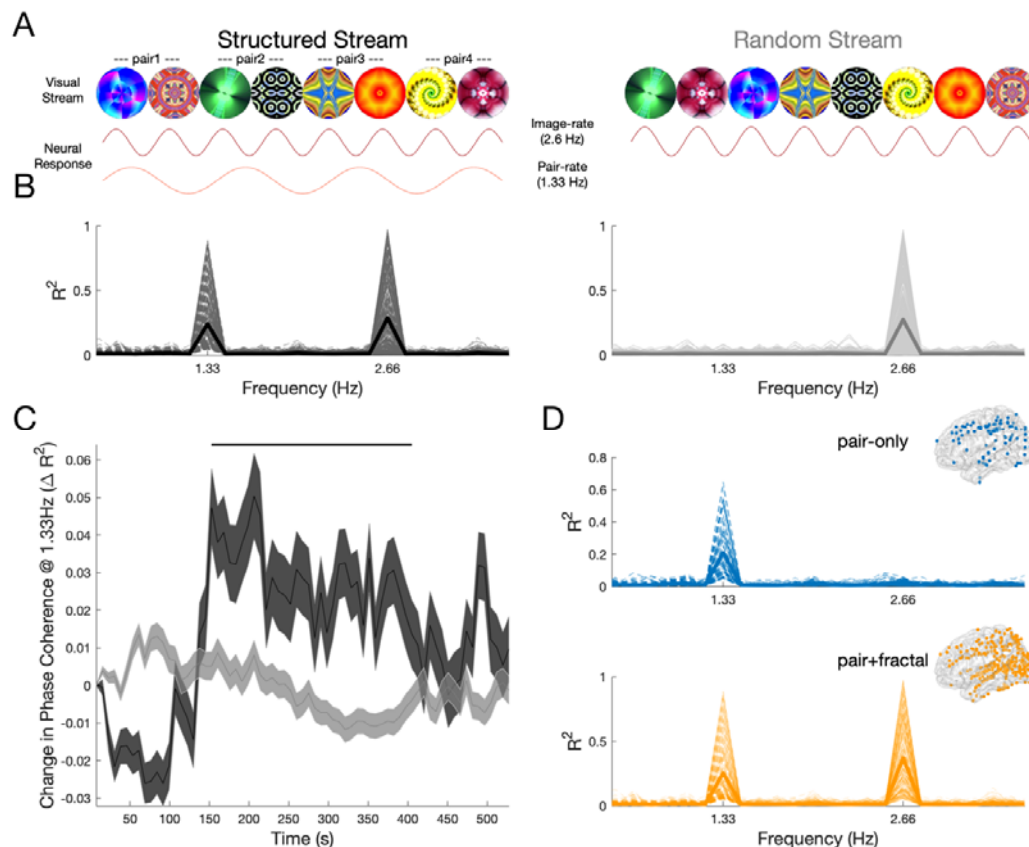 A
Structured Stream
Random Stream
--- pair1 ---
--- pair2 ---
--- pair3 ---
--- pair4 ---
Visual
Stream
Neural
Response
Image-rate
(2.6 Hz)
Pair-rate
(1.33 Hz)
B
R²
1
0.5
0
1.33
2.66
Frequency (Hz)
1
0.5
0
1.33
2.66
Frequency (Hz)
C
Change in Phase Coherence @ 1.33Hz (Δ R²)
0.06
0.05
0.04
0.03
0.02
0.01
0
-0.01
-0.02
-0.03
50 100 150 200 250 300 350 400 450 500
Time (s)
D
pair-only
R²
0.8
0.6
0.4
0.2
0
1.33
2.66
pair+fractal
R²
1
0.5
0
1.33
2.66
Frequency (Hz)